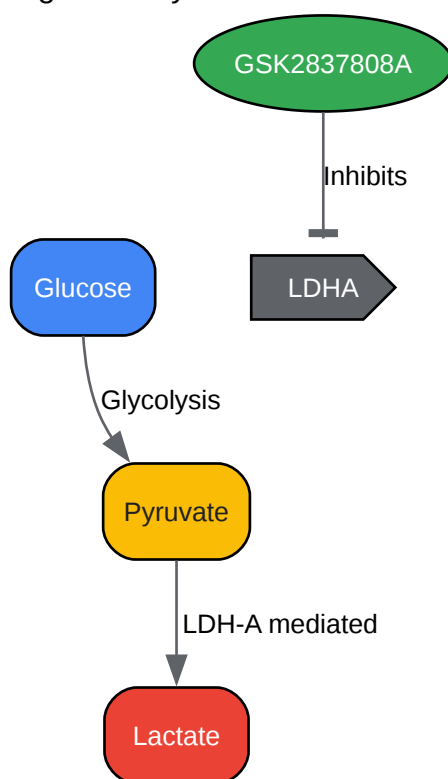 GSK2837808A
Inhibits
LDHA
Glucose
Glycolysis
Pyruvate
LDH-A mediated
Lactate